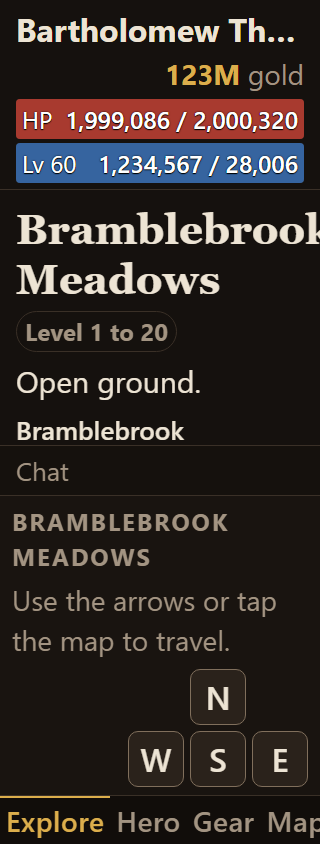 Bartholomew Th...
123M gold
HP 1,999,086 / 2,000,320
Lv 60 1,234,567 / 28,006
Bramblebrook
Meadows
Level 1 to 20
Open ground.
Bramblebrook
Chat
BRAMBLEBROOK
MEADOWS
Use the arrows or tap
the map to travel.
N
W S E
Explore Hero Gear Map